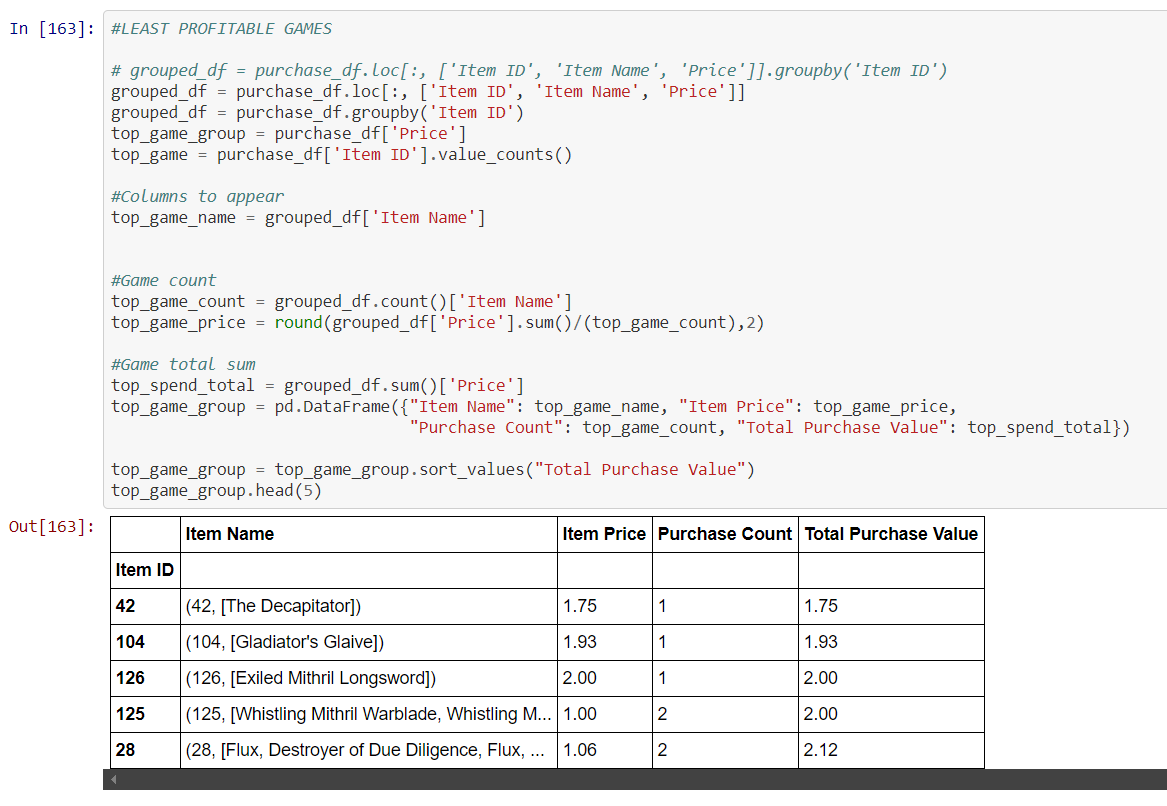 In [163]:
#LEAST PROFITABLE GAMES
# grouped_df = purchase_df.loc[:, ['Item ID', 'Item Name', 'Price']].groupby('Item ID')
grouped_df = purchase_df.loc[:, ['Item ID', 'Item Name', 'Price']]
grouped_df = purchase_df.groupby('Item ID')
top_game_group = purchase_df['Price']
top_game = purchase_df['Item ID'].value_counts()
#Columns to appear
top_game_name = grouped_df['Item Name']
#Game count
top_game_count = grouped_df.count()['Item Name']
top_game_price = round(grouped_df['Price'].sum()/(top_game_count),2)
#Game total sum
top_spend_total = grouped_df.sum()['Price']
top_game_group = pd.DataFrame({"Item Name": top_game_name, "Item Price": top_game_price,
"Purchase Count": top_game_count, "Total Purchase Value": top_spend_total})
top_game_group = top_game_group.sort_values("Total Purchase Value")
top_game_group.head(5)
Out[163]:
Item Name Item Price Purchase Count Total Purchase Value
Item ID
42 (42, [The Decapitator]) 1.75 1 1.75
104 (104, [Gladiator's Glaive]) 1.93 1 1.93
126 (126, [Exiled Mithril Longsword]) 2.00 1 2.00
125 (125, [Whistling Mithril Warblade, Whistling M... 1.00 2 2.00
28 (28, [Flux, Destroyer of Due Diligence, Flux, ... 1.06 2 2.12